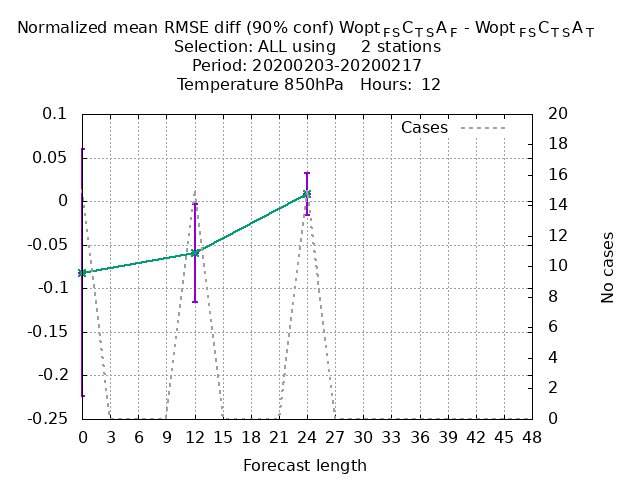 Normalized mean RMSE diff (90% conf) Wopt FS C TS A F - Wopt FS C TS A T
Selection: ALL using 2 stations
Period: 20200203-20200217
Temperature 850hPa Hours: 12
Cases
0.1
0.05
0
-0.05
-0.1
-0.15
-0.2
-0.25
20
18
16
14
12
10
8
6
4
2
0
No cases
0 3 6 9 12 15 18 21 24 27 30 33 36 39 42 45 48
Forecast length